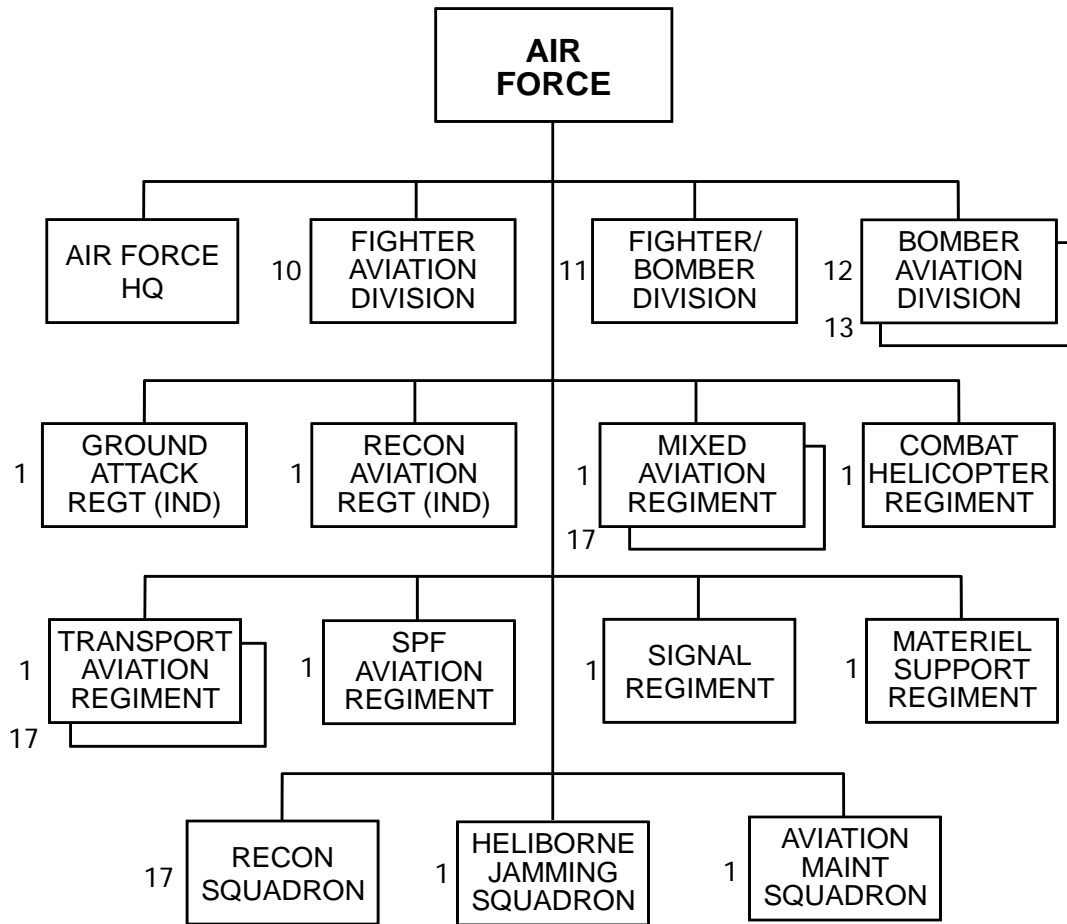 AIR
FORCE
AIR FORCE
HQ
10
FIGHTER
AVIATION
DIVISION
11
FIGHTER/
BOMBER
DIVISION
12
BOMBER
AVIATION
DIVISION
13
1
GROUND
ATTACK
REGT (IND)
1
RECON
AVIATION
REGT (IND)
1
MIXED
AVIATION
REGIMENT
17
1
COMBAT
HELICOPTER
REGIMENT
1
TRANSPORT
AVIATION
REGIMENT
17
1
SPF
AVIATION
REGIMENT
1
SIGNAL
REGIMENT
1
MATERIEL
SUPPORT
REGIMENT
17
RECON
SQUADRON
1
HELIBORNE
JAMMING
SQUADRON
1
AVIATION
MAINT
SQUADRON